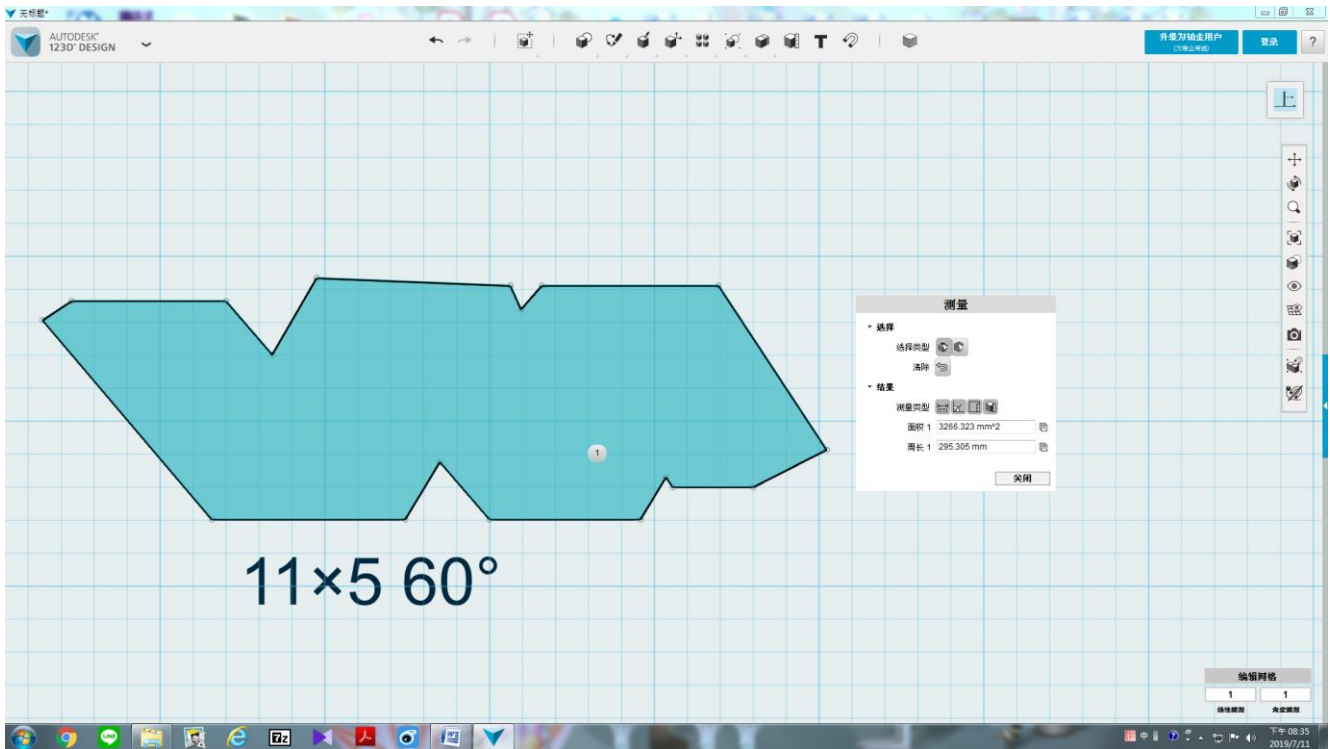 无标题*
AUTODESK®
123D® DESIGN
T
升级为铂金用户
登录
?
上
测量
选择
选择类型
清除
结果
测量类型
面积 1 3266.323 mm^2
周长 1 295.305 mm
关闭
1
11×5 60°
编辑网格
1 1
线性捕捉 角度捕捉
LINE
7z
中
下午 08:35
2019/7/11